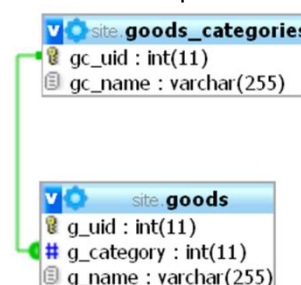 v site.goods_categories
gc_uid : int(11)
gc_name : varchar(255)
v site.goods
g_uid : int(11)
# g_category : int(11)
g_name : varchar(255)